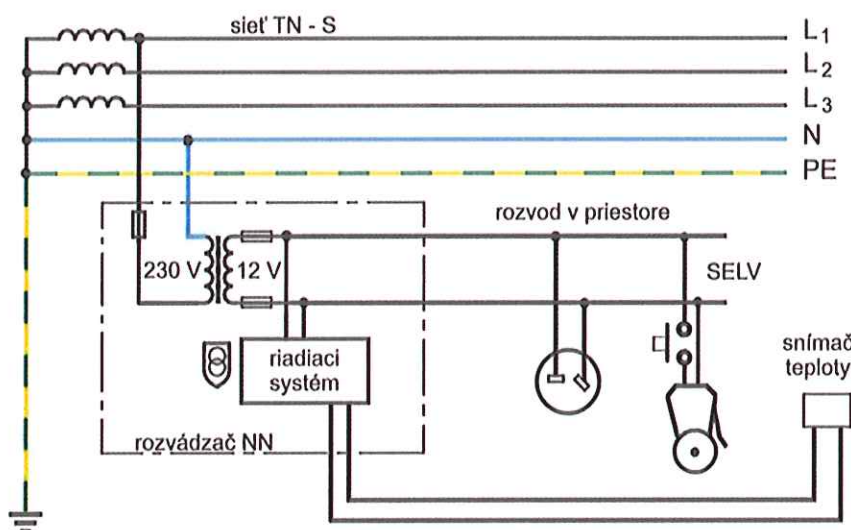 sieť TN - S
L1
L2
L3
N
PE
rozvod v priestore
230 V
12 V
SELV
riadiaci
systém
snímač
teploty
rozvádzač NN